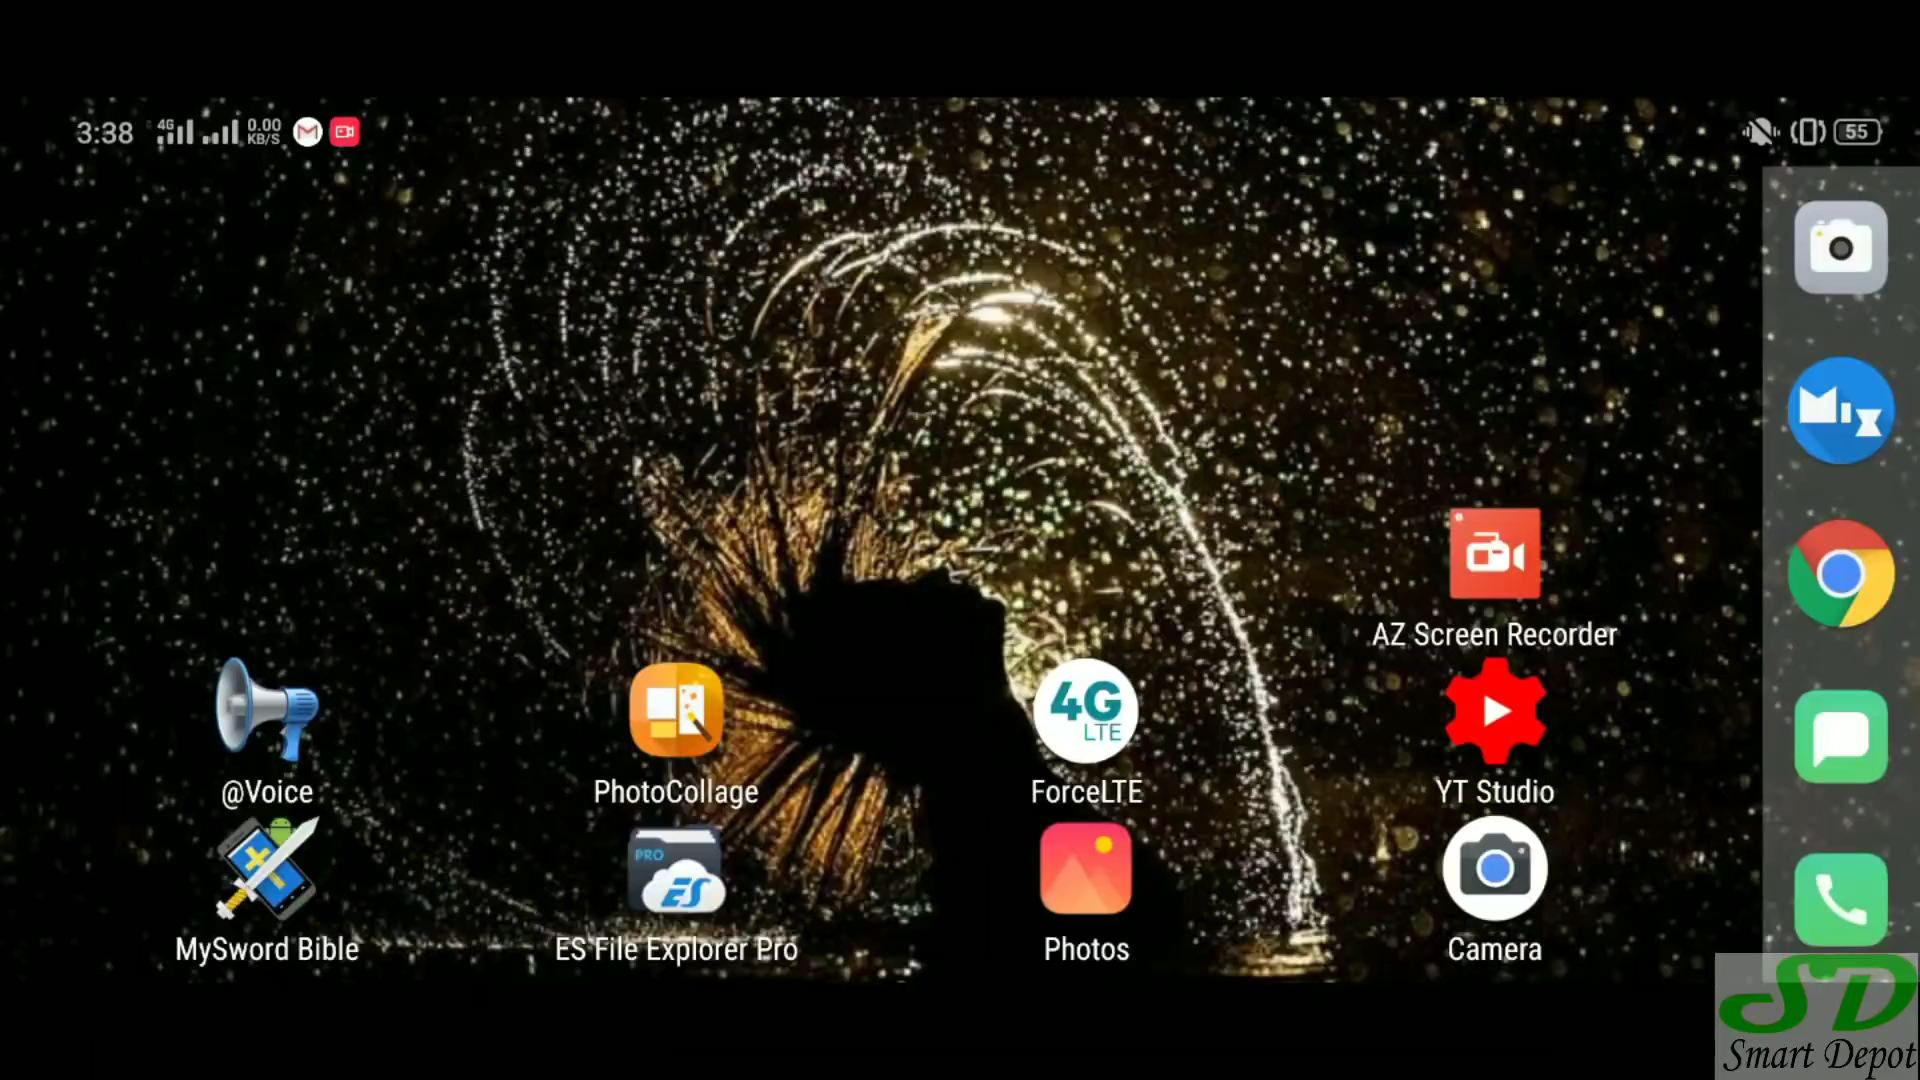 3:38 4G 0.00 KB/S 55
AZ Screen Recorder
4G
LTE
@Voice PhotoCollage ForceLTE YT Studio
PRO
ES
MySword Bible ES File Explorer Pro Photos Camera
SD
Smart Depot